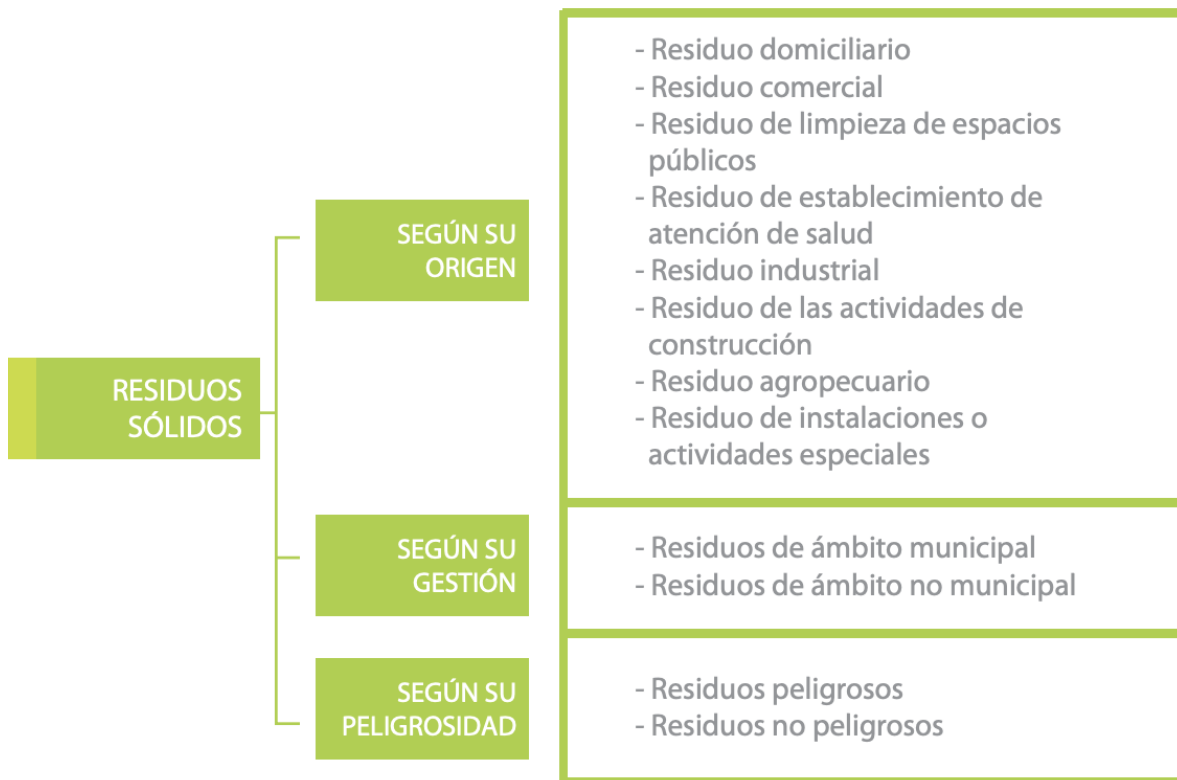 RESIDUOS
SÓLIDOS
SEGÚN SU
ORIGEN
- Residuo domiciliario
- Residuo comercial
- Residuo de limpieza de espacios
públicos
- Residuo de establecimiento de
atención de salud
- Residuo industrial
- Residuo de las actividades de
construcción
- Residuo agropecuario
- Residuo de instalaciones o
actividades especiales
SEGÚN SU
GESTIÓN
- Residuos de ámbito municipal
- Residuos de ámbito no municipal
SEGÚN SU
PELIGROSIDAD
- Residuos peligrosos
- Residuos no peligrosos